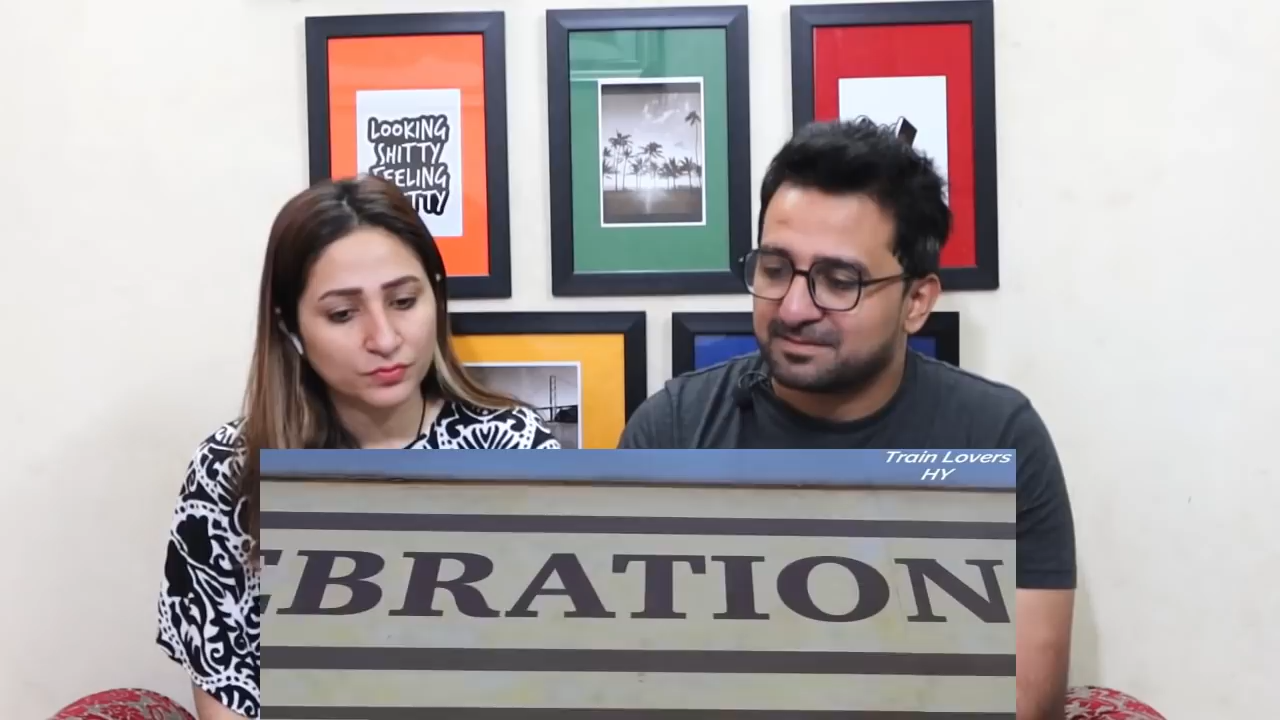 LOOKING
SHITTY
FEELING
Train Lovers
HY
EBRATION